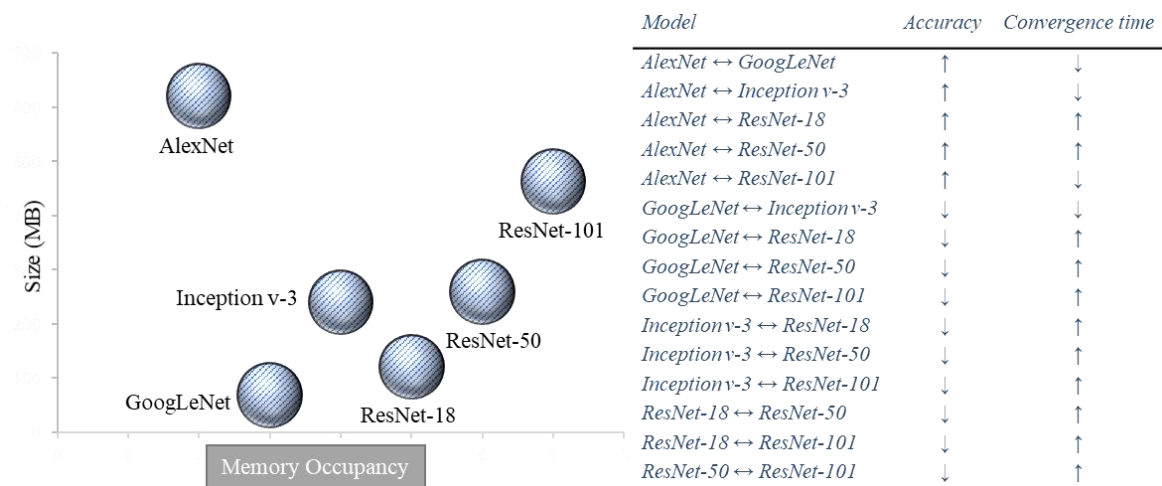 Size (MB)
AlexNet
ResNet-101
Inception v-3
ResNet-50
GoogLeNet
ResNet-18
Memory Occupancy
Model Accuracy Convergence time
AlexNet ↔ GoogLeNet ↑ ↓
AlexNet ↔ Inception v-3 ↑ ↓
AlexNet ↔ ResNet-18 ↑ ↑
AlexNet ↔ ResNet-50 ↑ ↑
AlexNet ↔ ResNet-101 ↑ ↓
GoogLeNet ↔ Inception v-3 ↓ ↓
GoogLeNet ↔ ResNet-18 ↓ ↑
GoogLeNet ↔ ResNet-50 ↓ ↑
GoogLeNet ↔ ResNet-101 ↓ ↑
Inception v-3 ↔ ResNet-18 ↓ ↑
Inception v-3 ↔ ResNet-50 ↓ ↑
Inception v-3 ↔ ResNet-101 ↓ ↑
ResNet-18 ↔ ResNet-50 ↓ ↑
ResNet-18 ↔ ResNet-101 ↓ ↑
ResNet-50 ↔ ResNet-101 ↓ ↑